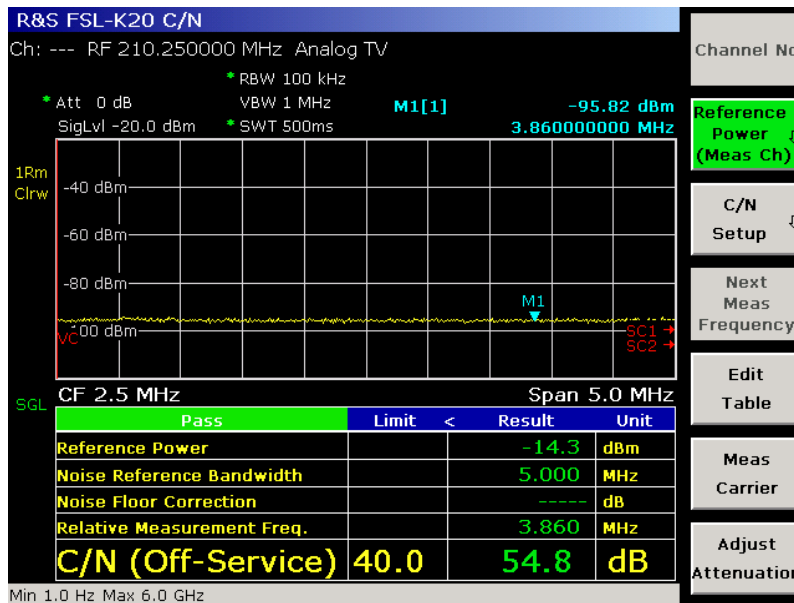 R&S FSL-K20 C/N
Ch: --- RF 210.250000 MHz Analog TV
* RBW 100 kHz
* Att 0 dB VBW 1 MHz M1[1] -95.82 dBm
SigLvl -20.0 dBm * SWT 500ms 3.860000000 MHz
1Rm
Clrw
-40 dBm
-60 dBm
-80 dBm
M1
-100 dBm
VC
SC1
SC2
SGL
CF 2.5 MHz Span 5.0 MHz
Pass Limit < Result Unit
Reference Power -14.3 dBm
Noise Reference Bandwidth 5.000 MHz
Noise Floor Correction ----- dB
Relative Measurement Freq. 3.860 MHz
C/N (Off-Service) 40.0 54.8 dB
Min 1.0 Hz Max 6.0 GHz
Channel No
Reference
Power
(Meas Ch)
C/N
Setup
Next
Meas
Frequency
Edit
Table
Meas
Carrier
Adjust
Attenuation